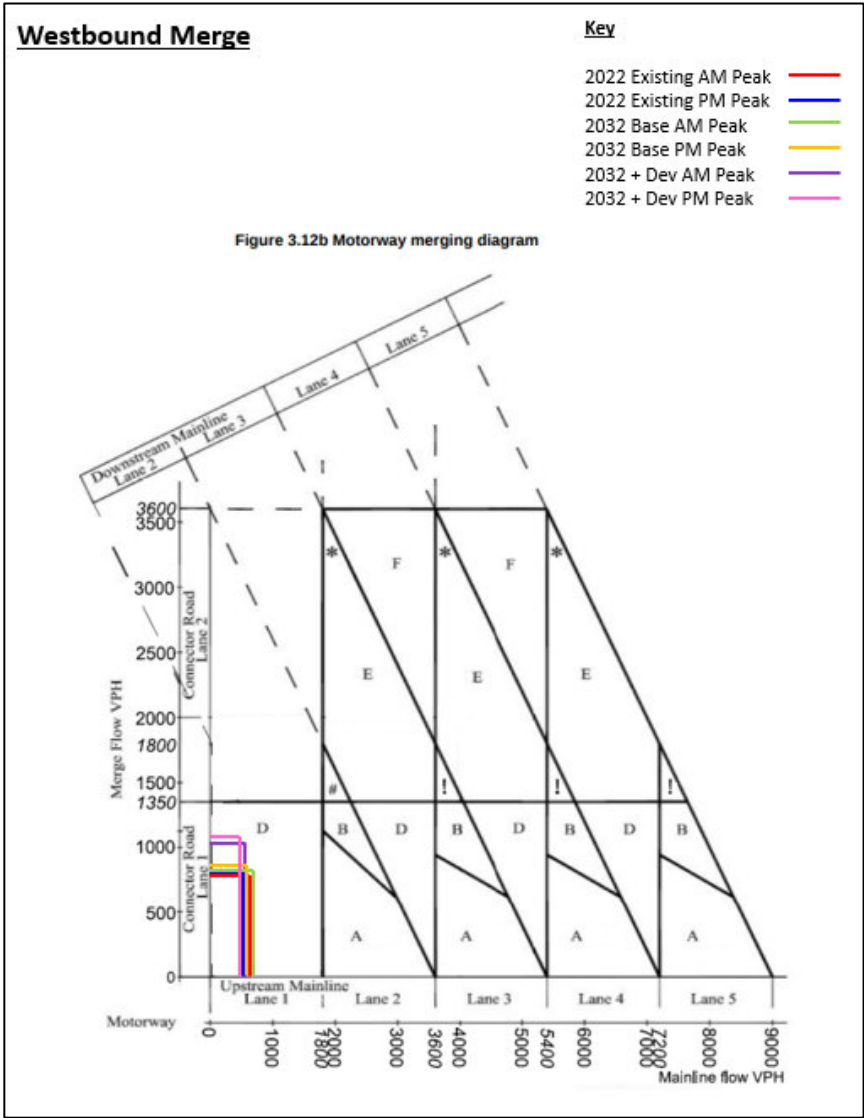 Westbound Merge
Key
2022 Existing AM Peak
2022 Existing PM Peak
2032 Base AM Peak
2032 Base PM Peak
2032 + Dev AM Peak
2032 + Dev PM Peak
Figure 3.12b Motorway merging diagram
Downstream Mainline
Lane 2
Lane 3
Lane 4
Lane 5
Merge Flow VPH
Connector Road
Lane 2
Connector Road
Lane 1
3600
3500
3000
2500
2000
1800
1500
1350
1000
500
0
* * *
F F
E E E
# ! ! !
D B D B D B D B
A A A A
Upstream Mainline
Lane 1 Lane 2 Lane 3 Lane 4 Lane 5
Motorway
0 1000 1800 2000 3000 3600 4000 5000 5400 6000 7200 8000 9000
Mainline flow VPH